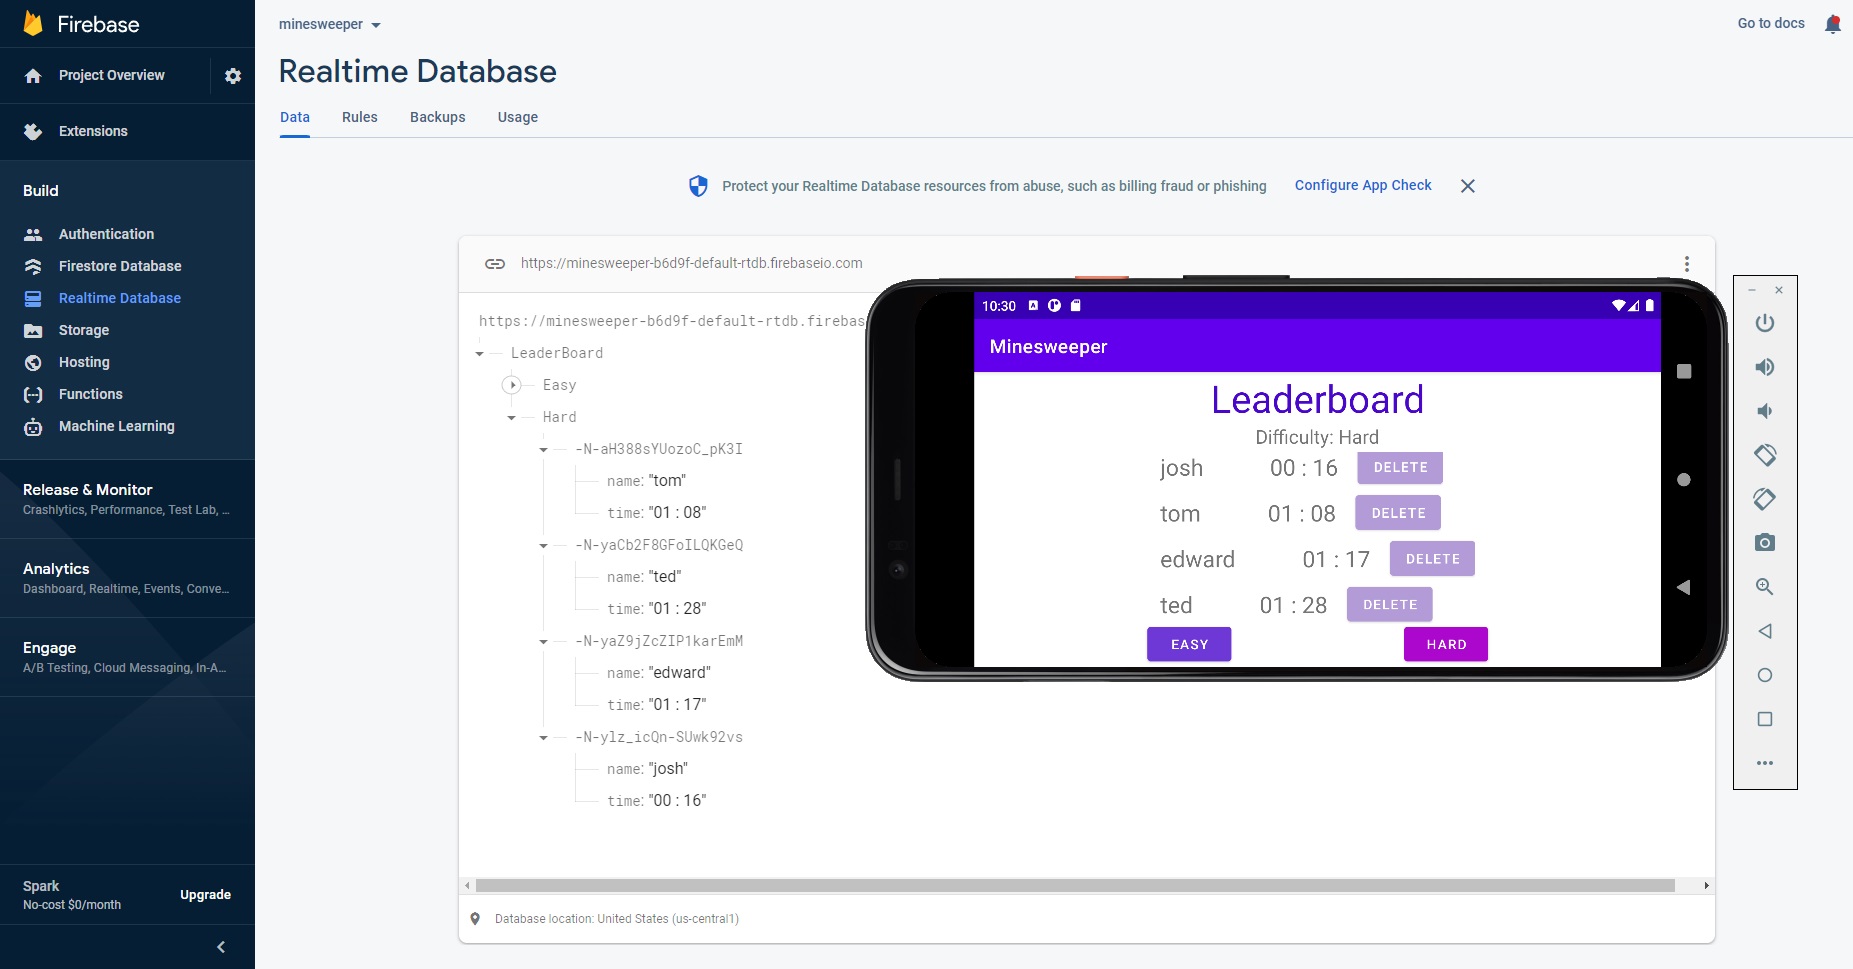 Firebase
Project Overview
Extensions
Build
Authentication
Firestore Database
Realtime Database
Storage
Hosting
Functions
Machine Learning
Release & Monitor
Crashlytics, Performance, Test Lab, ...
Analytics
Dashboard, Realtime, Events, Conve...
Engage
A/B Testing, Cloud Messaging, In-A...
Spark
No-cost $0/month
Upgrade
minesweeper
Go to docs
Realtime Database
Data Rules Backups Usage
Protect your Realtime Database resources from abuse, such as billing fraud or phishing Configure App Check
https://minesweeper-b6d9f-default-rtdb.firebaseio.com
https://minesweeper-b6d9f-default-rtdb.firebas
LeaderBoard
Easy
Hard
-N-aH388sYUozoC_pK3I
name: "tom"
time: "01 : 08"
-N-yaCb2F8GFoILQKGeQ
name: "ted"
time: "01 : 28"
-N-yaZ9jZcZIP1karEmM
name: "edward"
time: "01 : 17"
-N-ylz_icQn-SUwk92vs
name: "josh"
time: "00 : 16"
Database location: United States (us-central1)
10:30
Minesweeper
Leaderboard
Difficulty: Hard
josh 00 : 16 DELETE
tom 01 : 08 DELETE
edward 01 : 17 DELETE
ted 01 : 28 DELETE
EASY HARD